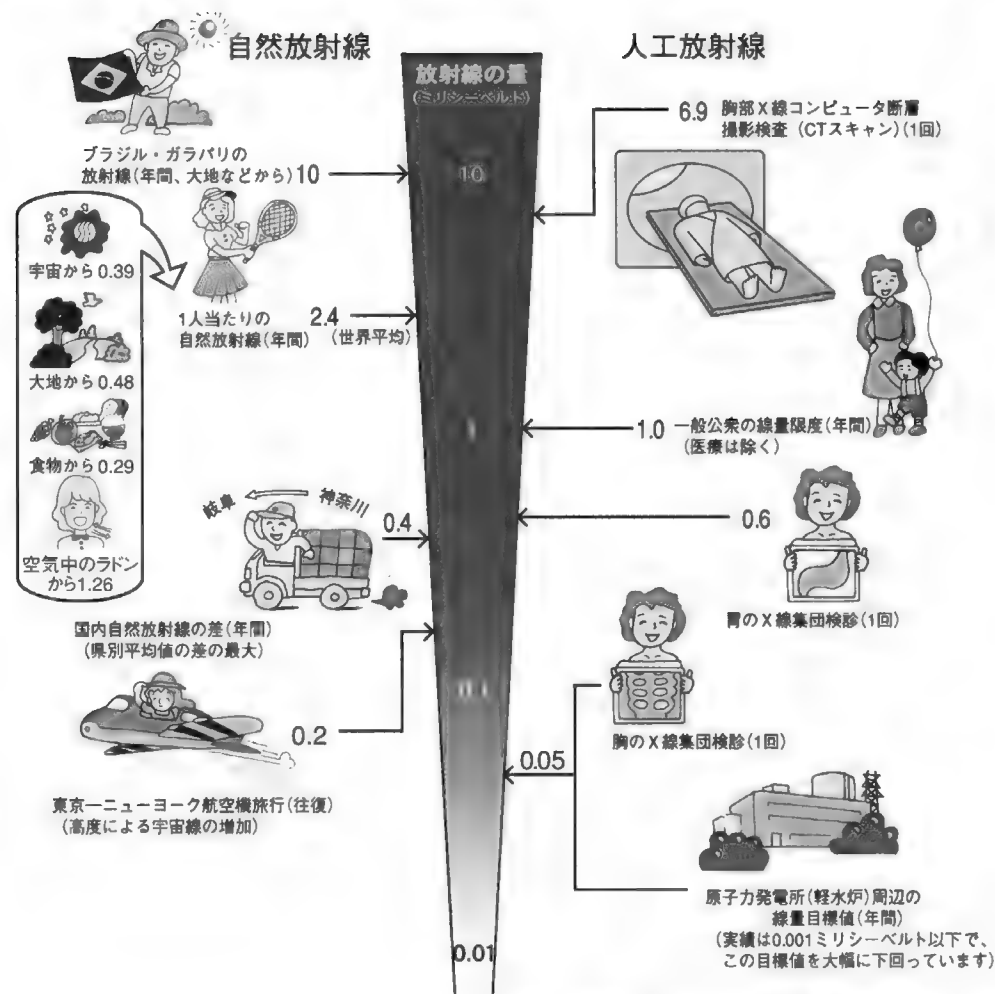 自然放射線
人工放射線
放射線の量
(ミリシーベルト)
10
1
0.1
0.01
ブラジル・ガラパリの
放射線(年間、大地などから)10
宇宙から0.39
大地から0.48
食物から0.29
空気中のラドン
から1.26
1人当たりの
自然放射線(年間)
2.4
(世界平均)
岐阜
神奈川
0.4
国内自然放射線の差(年間)
(県別平均値の差の最大)
0.2
東京ーニューヨーク航空機旅行(往復)
(高度による宇宙線の増加)
6.9 胸部X線コンピュータ断層
撮影検査(CTスキャン)(1回)
1.0 一般公衆の線量限度(年間)
(医療は除く)
0.6
胃のX線集団検診(1回)
胸のX線集団検診(1回)
0.05
原子力発電所(軽水炉)周辺の
線量目標値(年間)
(実績は0.001ミリシーベルト以下で、
この目標値を大幅に下回っています)